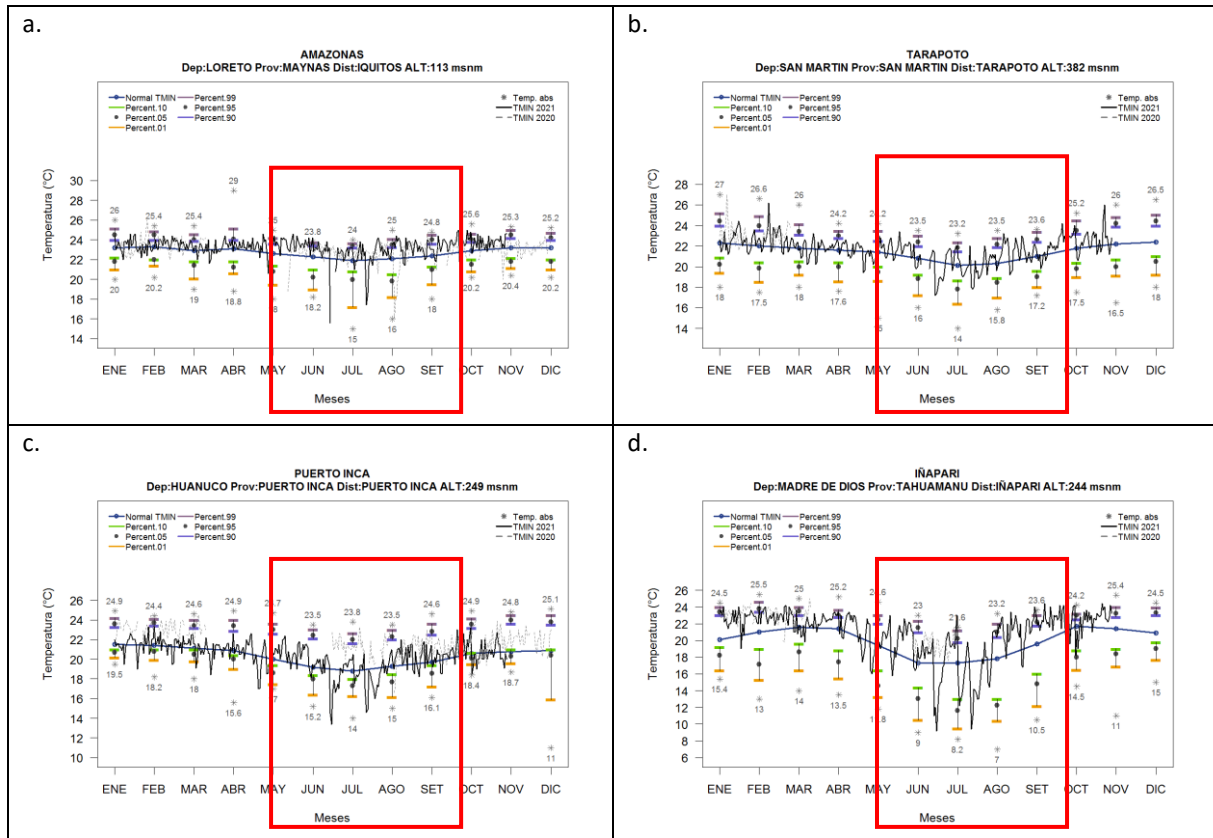 a.
AMAZONAS
Dep:LORETO Prov:MAYNAS Dist:IQUITOS ALT:113 msnm
Normal TMIN Percent.99 Temp. abs
Percent.10 Percent.95 TMIN 2021
Percent.05 Percent.90 TMIN 2020
Percent.01
Temperatura (°C)
30
28
26
24
22
20
18
16
14
26 25.4 25.4 29 23.8 24 25 24.8 25.6 25.3 25.2
20 20.2 19 18.8 18.2 15 16 18 20.2 20.4 20.2
ENE FEB MAR ABR MAY JUN JUL AGO SET OCT NOV DIC
Meses
b.
TARAPOTO
Dep:SAN MARTIN Prov:SAN MARTIN Dist:TARAPOTO ALT:382 msnm
Normal TMIN Percent.99 Temp. abs
Percent.10 Percent.95 TMIN 2021
Percent.05 Percent.90 TMIN 2020
Percent.01
Temperatura (°C)
28
26
24
22
20
18
16
14
27 26.6 26 24.2 23.5 23.2 23.5 23.6 25.2 26 26.5
18 17.5 18 17.6 16 14 15.8 17.2 17.5 16.5 18
ENE FEB MAR ABR MAY JUN JUL AGO SET OCT NOV DIC
Meses
c.
PUERTO INCA
Dep:HUANUCO Prov:PUERTO INCA Dist:PUERTO INCA ALT:249 msnm
Normal TMIN Percent.99 Temp. abs
Percent.10 Percent.95 TMIN 2021
Percent.05 Percent.90 TMIN 2020
Percent.01
Temperatura (°C)
26
24
22
20
18
16
14
12
10
24.9 24.4 24.6 24.9 23.5 23.8 23.5 24.6 24.9 24.8 25.1
19.5 18.2 18 15.6 15.2 14 15 16.1 18.4 18.7 11
ENE FEB MAR ABR MAY JUN JUL AGO SET OCT NOV DIC
Meses
d.
IÑAPARI
Dep:MADRE DE DIOS Prov:TAHUAMANU Dist:IÑAPARI ALT:244 msnm
Normal TMIN Percent.99 Temp. abs
Percent.10 Percent.95 TMIN 2021
Percent.05 Percent.90 TMIN 2020
Percent.01
Temperatura (°C)
26
24
22
20
18
16
14
12
10
8
6
24.5 25.5 25 25.2 23 23.2 24.6 24.2 25.4 24.5
15.4 13 14 13.5 9 8.2 7 10.5 14.5 11 15
ENE FEB MAR ABR MAY JUN JUL AGO SET OCT NOV DIC
Meses